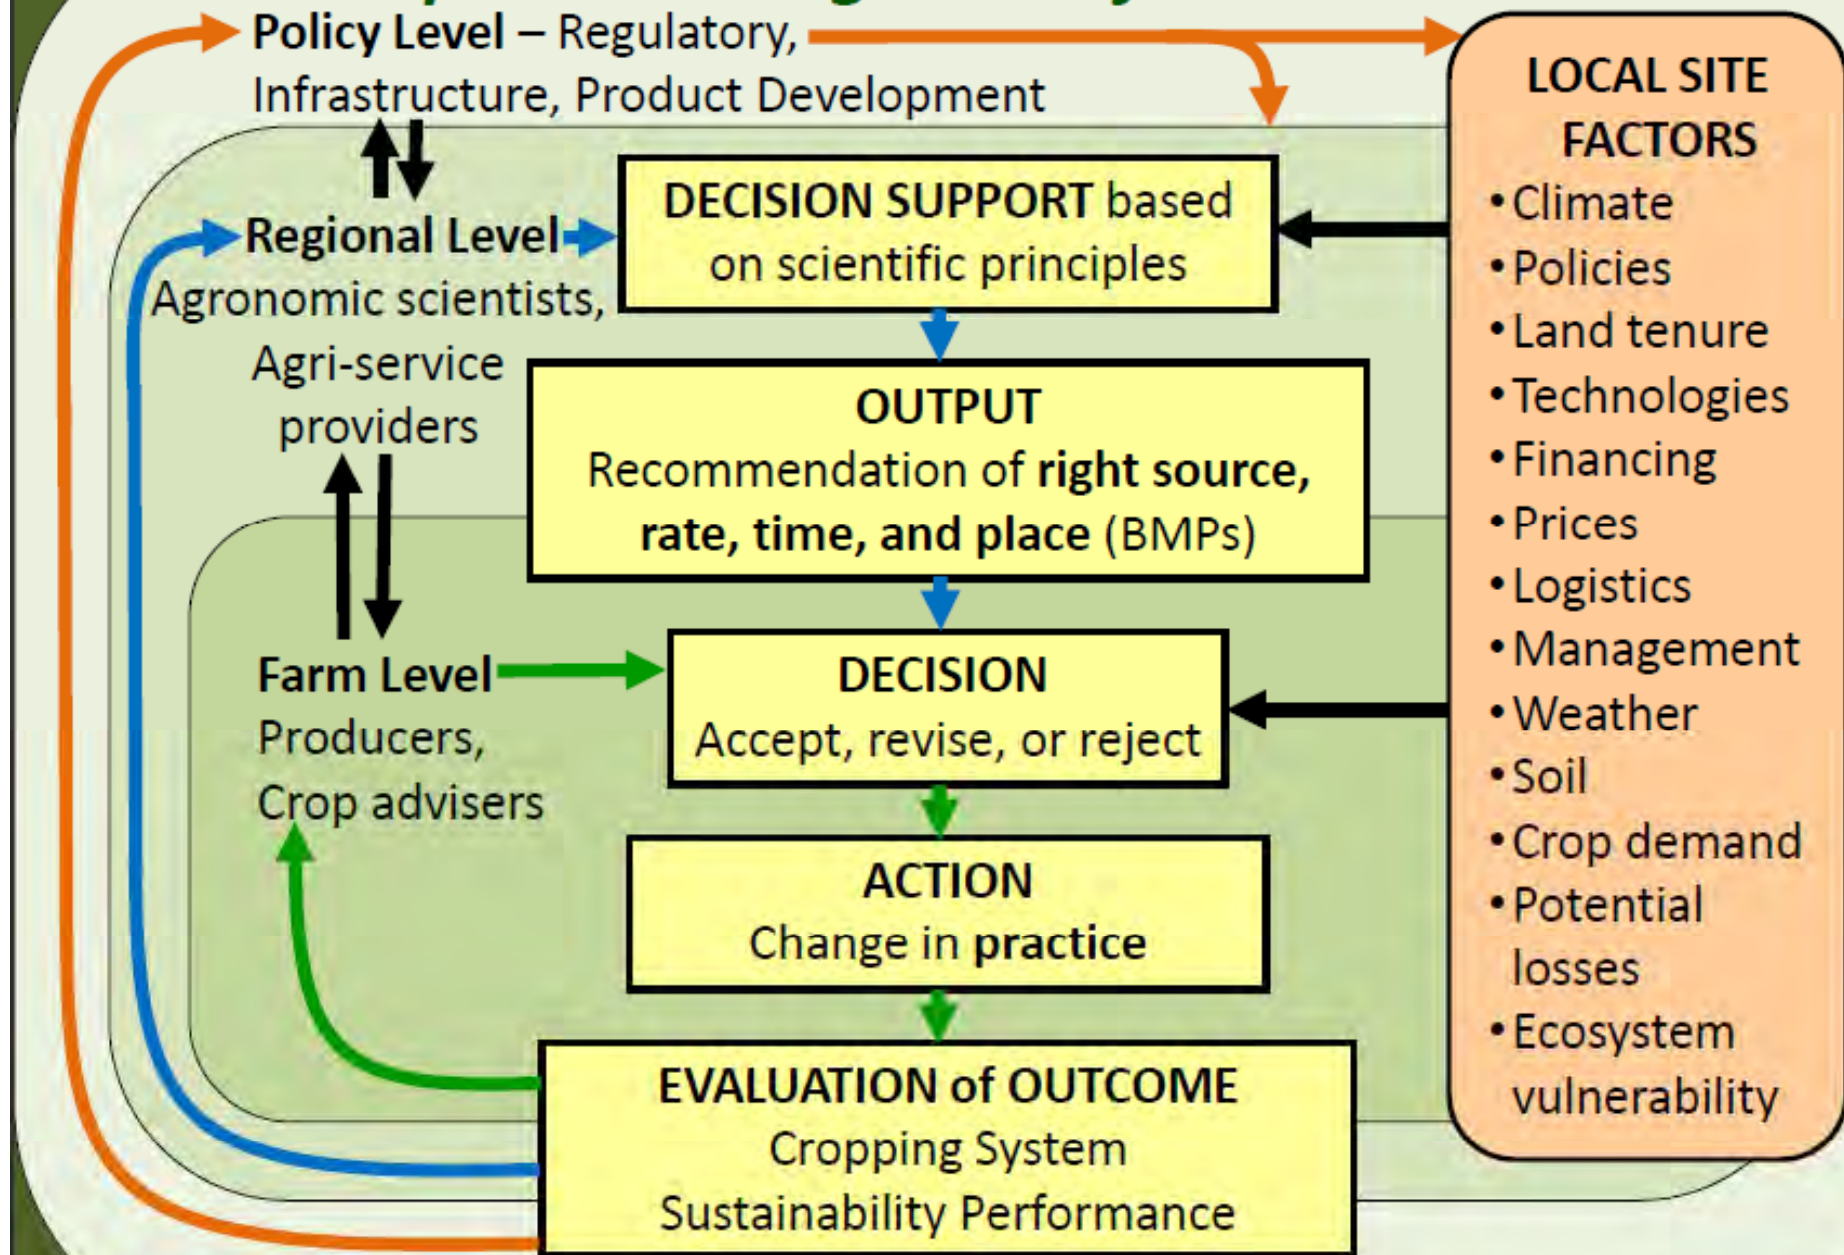 Policy Level – Regulatory,
Infrastructure, Product Development
Regional Level
Agronomic scientists,
Agri-service
providers
Farm Level
Producers,
Crop advisers
DECISION SUPPORT based
on scientific principles
OUTPUT
Recommendation of right source,
rate, time, and place (BMPs)
DECISION
Accept, revise, or reject
ACTION
Change in practice
EVALUATION of OUTCOME
Cropping System
Sustainability Performance
LOCAL SITE
FACTORS
• Climate
• Policies
• Land tenure
• Technologies
• Financing
• Prices
• Logistics
• Management
• Weather
• Soil
• Crop demand
• Potential
losses
• Ecosystem
vulnerability